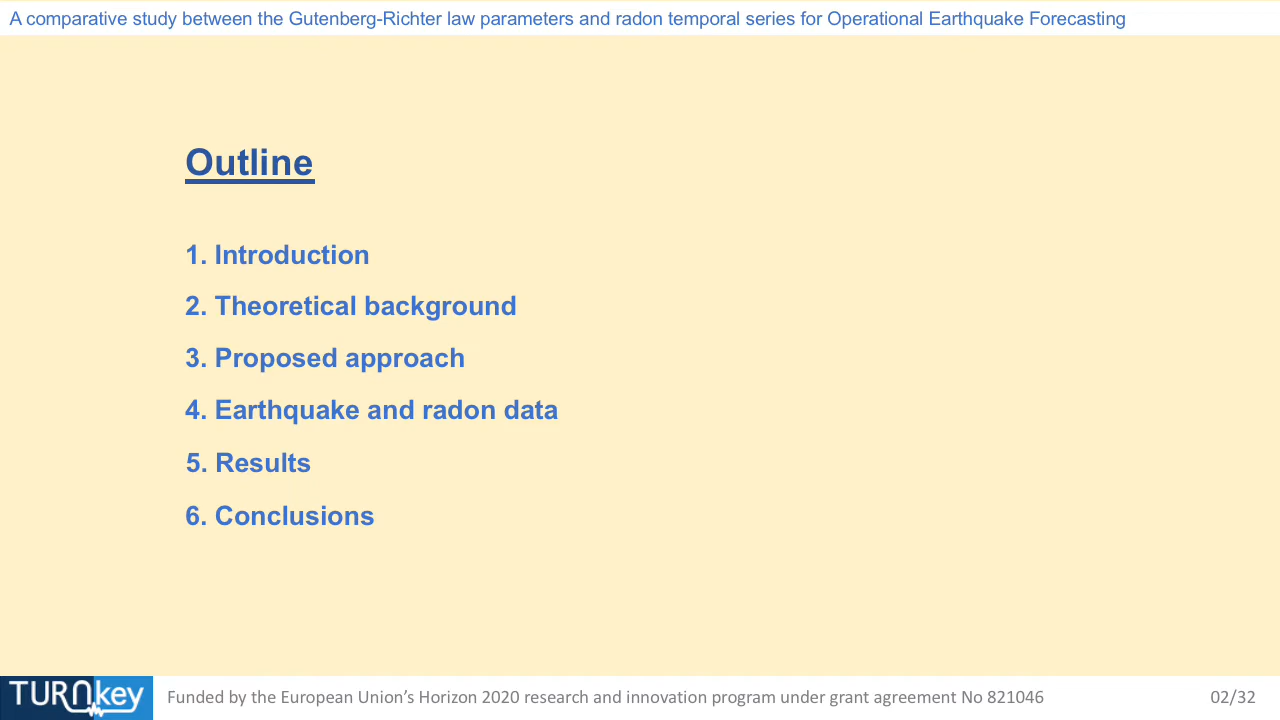 A comparative study between the Gutenberg-Richter law parameters and radon temporal series for Operational Earthquake Forecasting
Outline
1. Introduction
2. Theoretical background
3. Proposed approach
4. Earthquake and radon data
5. Results
6. Conclusions
TURNkey Funded by the European Union’s Horizon 2020 research and innovation program under grant agreement No 821046 02/32